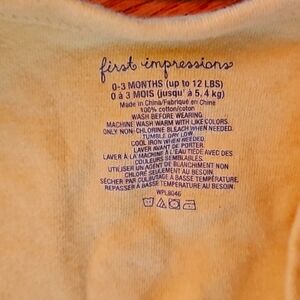 first impressions
0-3 MONTHS (up to 12 LBS)
0 à 3 MOIS (jusqu' à 5,4 kg)
Made in China/Fabriqué en Chine
100% cotton/coton
WASH BEFORE WEARING.
MACHINE WASH WARM WITH LIKE COLORS.
ONLY NON-CHLORINE BLEACH WHEN NEEDED.
TUMBLE DRY LOW.
COOL IRON WHEN NEEDED.
LAVER AVANT DE PORTER.
LAVER À LA MACHINE À L'EAU TIÈDE AVEC DES
COULEURS SEMBLABLES.
UTILISER UN AGENT DE BLANCHIMENT NON
CHLORÉ SEULEMENT AU BESOIN.
SÉCHER PAR CULBUTAGE À BASSE TEMPÉRATURE.
REPASSER À BASSE TEMPÉRATURE AU BESOIN.
WPL8046